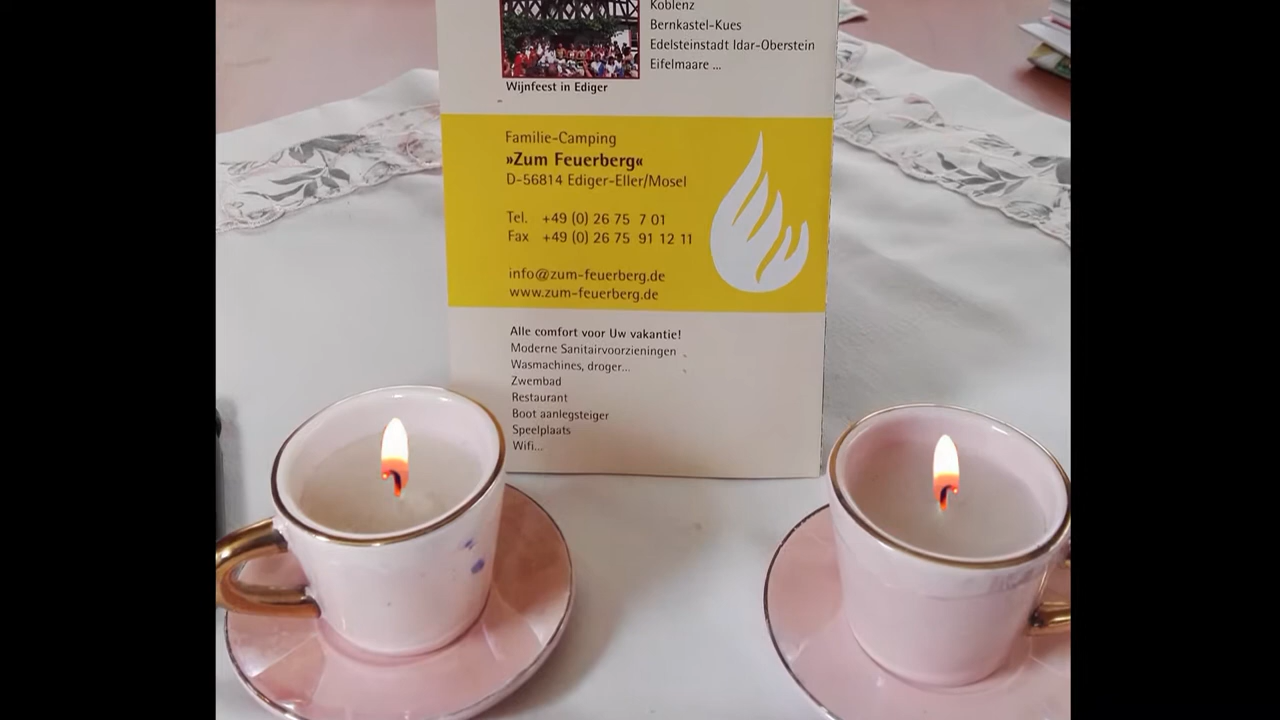 Koblenz
Bernkastel-Kues
Edelsteinstadt Idar-Oberstein
Eifelmaare ...
Wijnfeest in Ediger
Familie-Camping
»Zum Feuerberg«
D-56814 Ediger-Eller/Mosel
Tel. +49 (0) 26 75 7 01
Fax +49 (0) 26 75 91 12 11
info@zum-feuerberg.de
www.zum-feuerberg.de
Alle comfort voor Uw vakantie!
Moderne Sanitairvoorzieningen
Wasmachines, droger...
Zwembad
Restaurant
Boot aanlegsteiger
Speelplaats
Wifi...